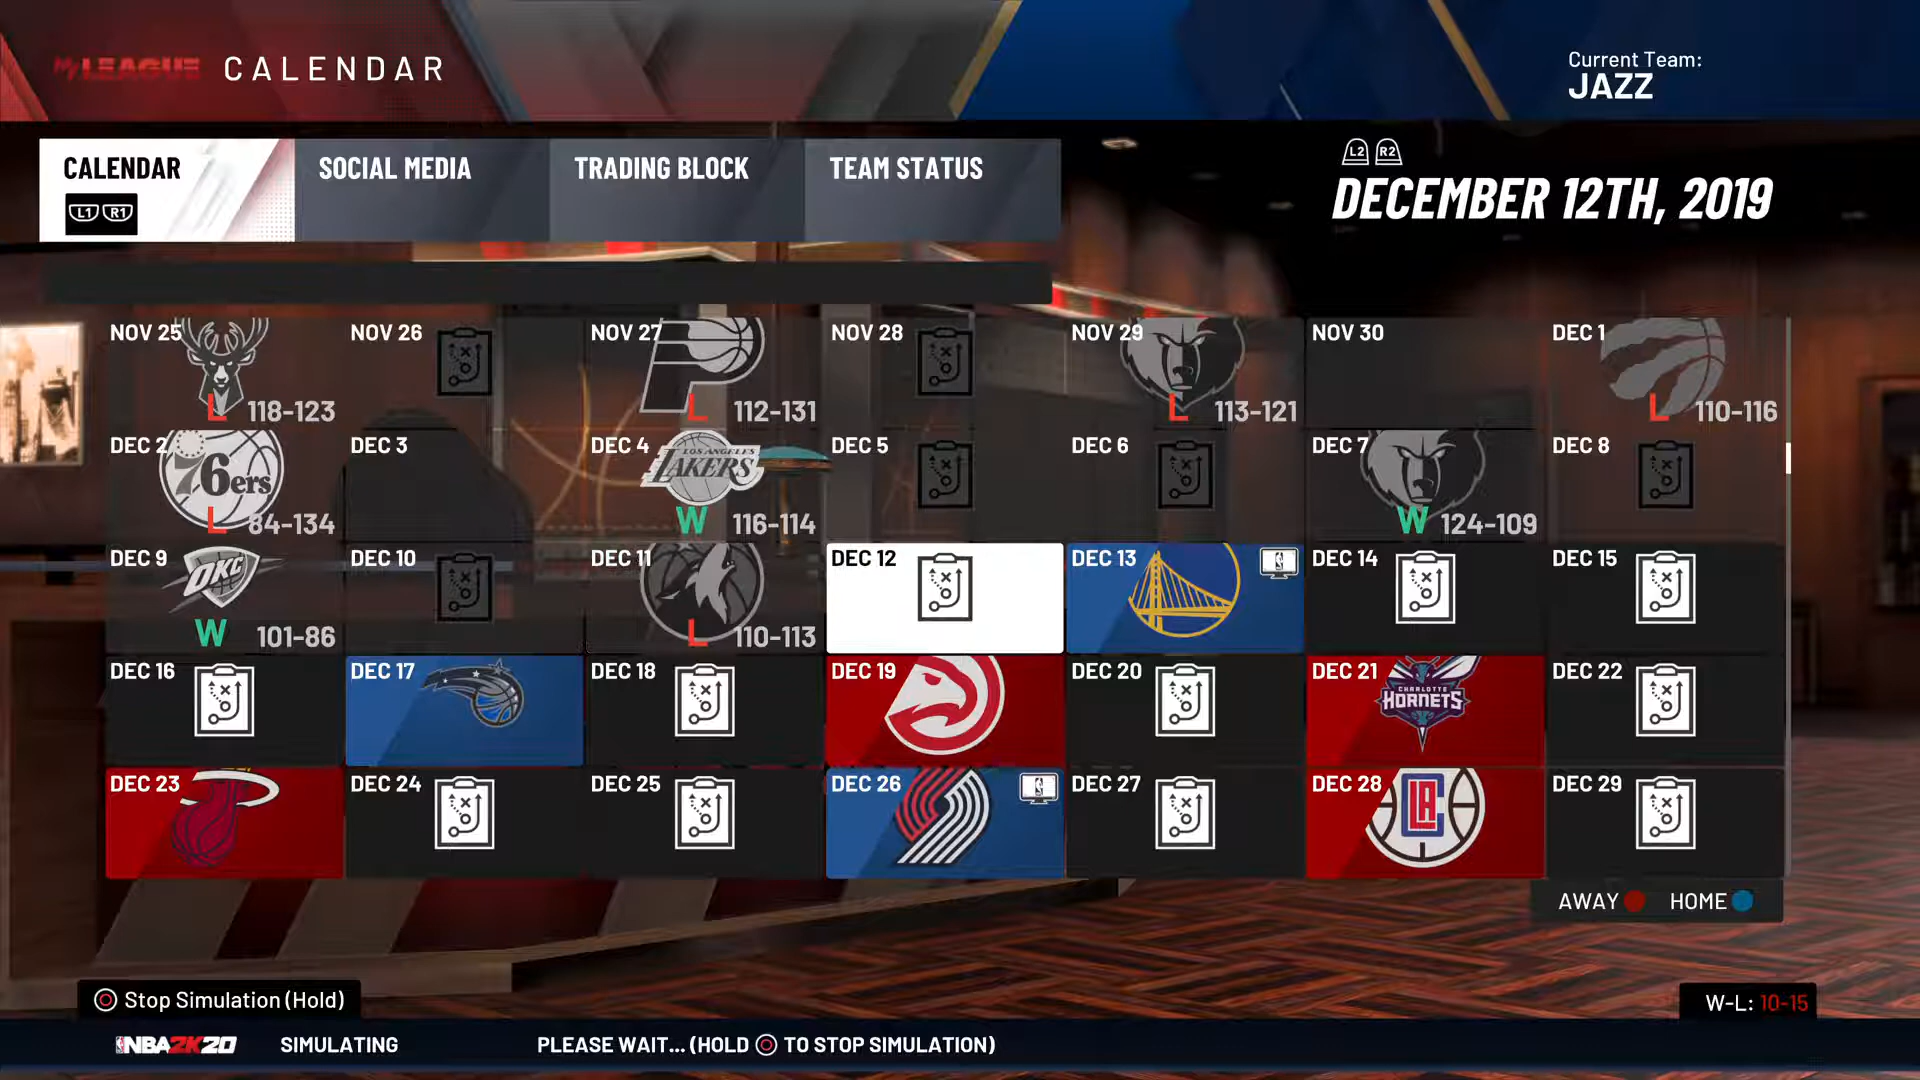 MyLEAGUE CALENDAR
Current Team:
JAZZ
CALENDAR
L1 R1
SOCIAL MEDIA
TRADING BLOCK
TEAM STATUS
L2 R2
DECEMBER 12TH, 2019
NOV 25
L 118-123
NOV 26
NOV 27
L 112-131
NOV 28
NOV 29
L 113-121
NOV 30
DEC 1
L 110-116
DEC 2
76ers
L 84-134
DEC 3
DEC 4
LOS ANGELES
LAKERS
W 116-114
DEC 5
DEC 6
DEC 7
W 124-109
DEC 8
DEC 9
OKC
W 101-86
DEC 10
DEC 11
L 110-113
DEC 12
DEC 13
DEC 14
DEC 15
DEC 16
DEC 17
DEC 18
DEC 19
DEC 20
DEC 21
CHARLOTTE
HORNETS
DEC 22
DEC 23
DEC 24
DEC 25
DEC 26
DEC 27
DEC 28
LA
DEC 29
AWAY HOME
Stop Simulation (Hold)
W-L: 10-15
NBA2K20 SIMULATING PLEASE WAIT... (HOLD TO STOP SIMULATION)